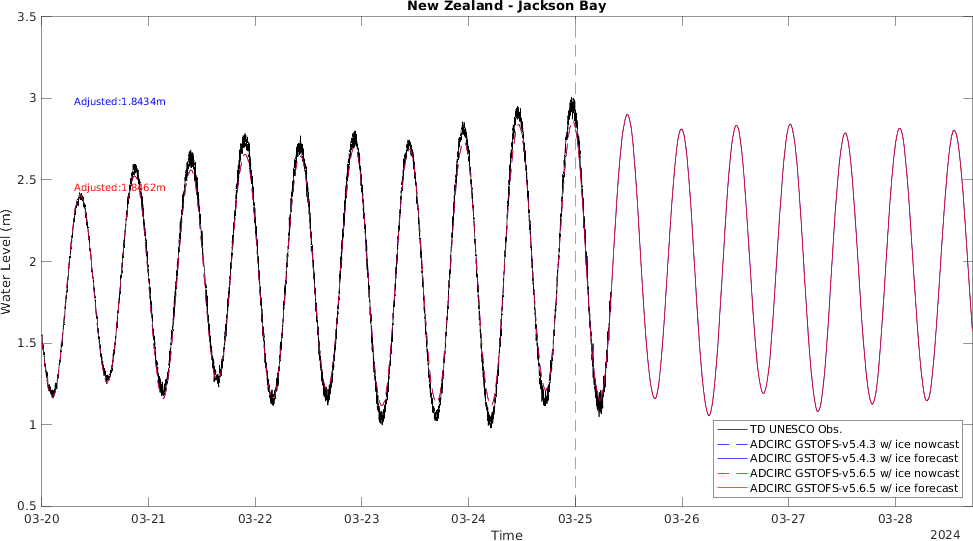 New Zealand - Jackson Bay
3.5
3
2.5
2
1.5
1
0.5
Water Level (m)
Adjusted:1.8434m
Adjusted:1.8462m
TD UNESCO Obs.
ADCIRC GSTOFS-v5.4.3 w/ ice nowcast
ADCIRC GSTOFS-v5.4.3 w/ ice forecast
ADCIRC GSTOFS-v5.6.5 w/ ice nowcast
ADCIRC GSTOFS-v5.6.5 w/ ice forecast
03-20 03-21 03-22 03-23 03-24 03-25 03-26 03-27 03-28
Time
2024